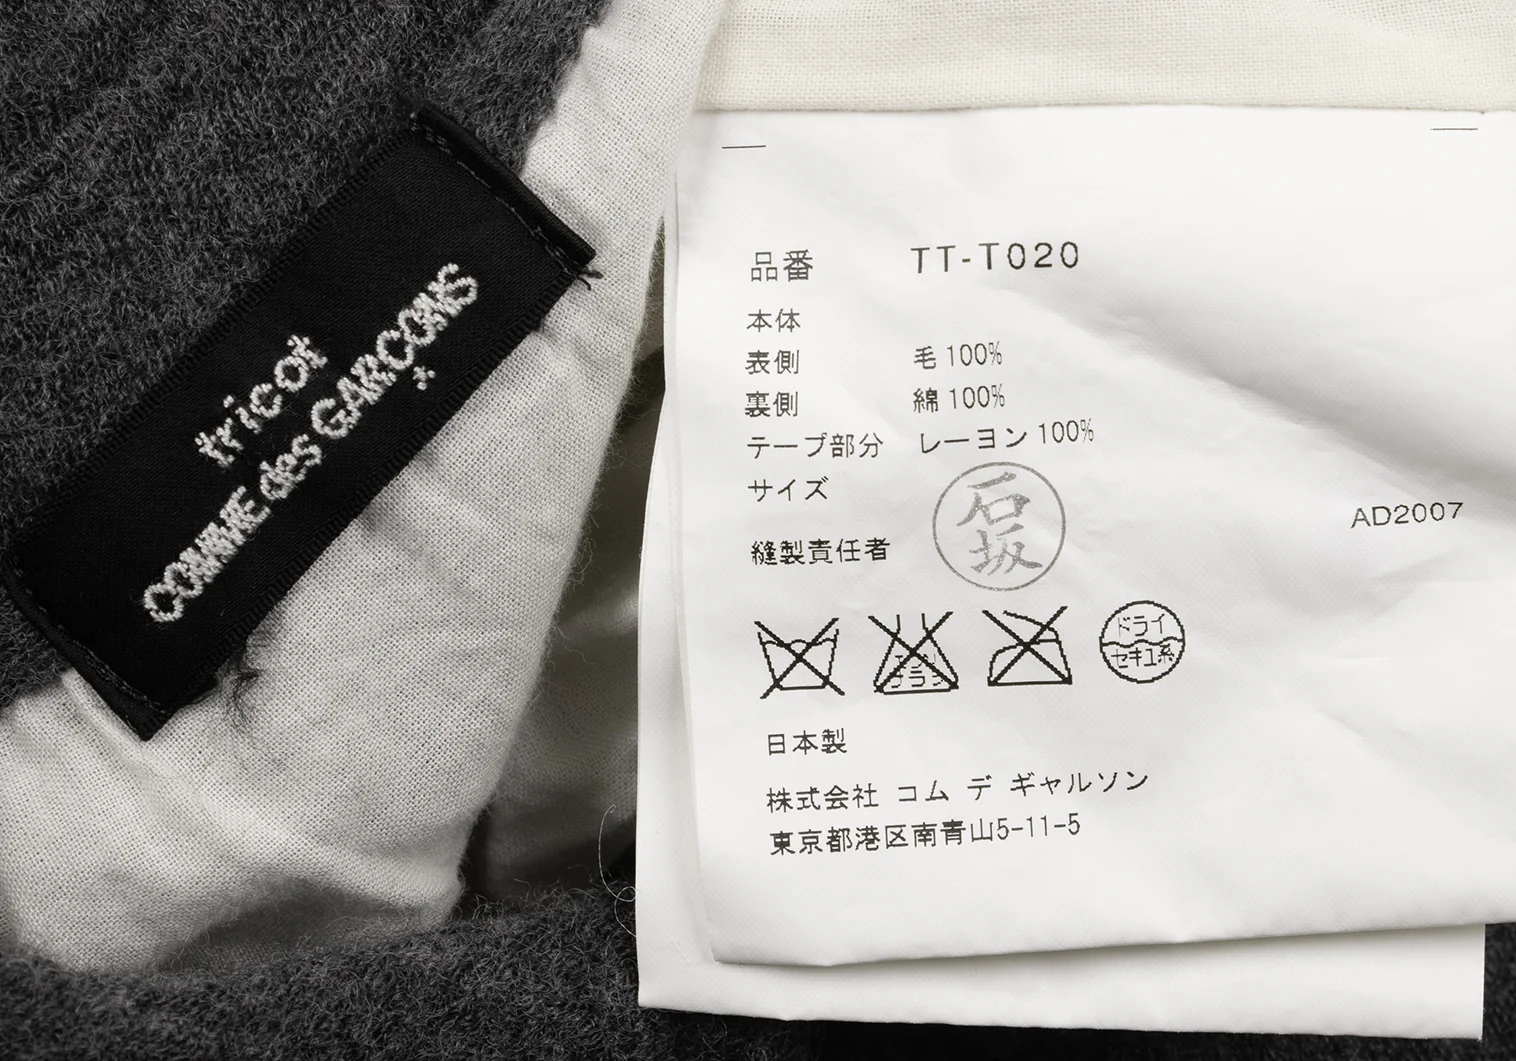 tricot
COMME des GARÇONS
品番 TT-T020
本体
表側 毛 100%
裏側 綿 100%
テープ部分 レーヨン 100%
サイズ
縫製責任者 石坂
AD2007
ドライ
セキユ系
日本製
株式会社 コム デ ギャルソン
東京都港区南青山5-11-5